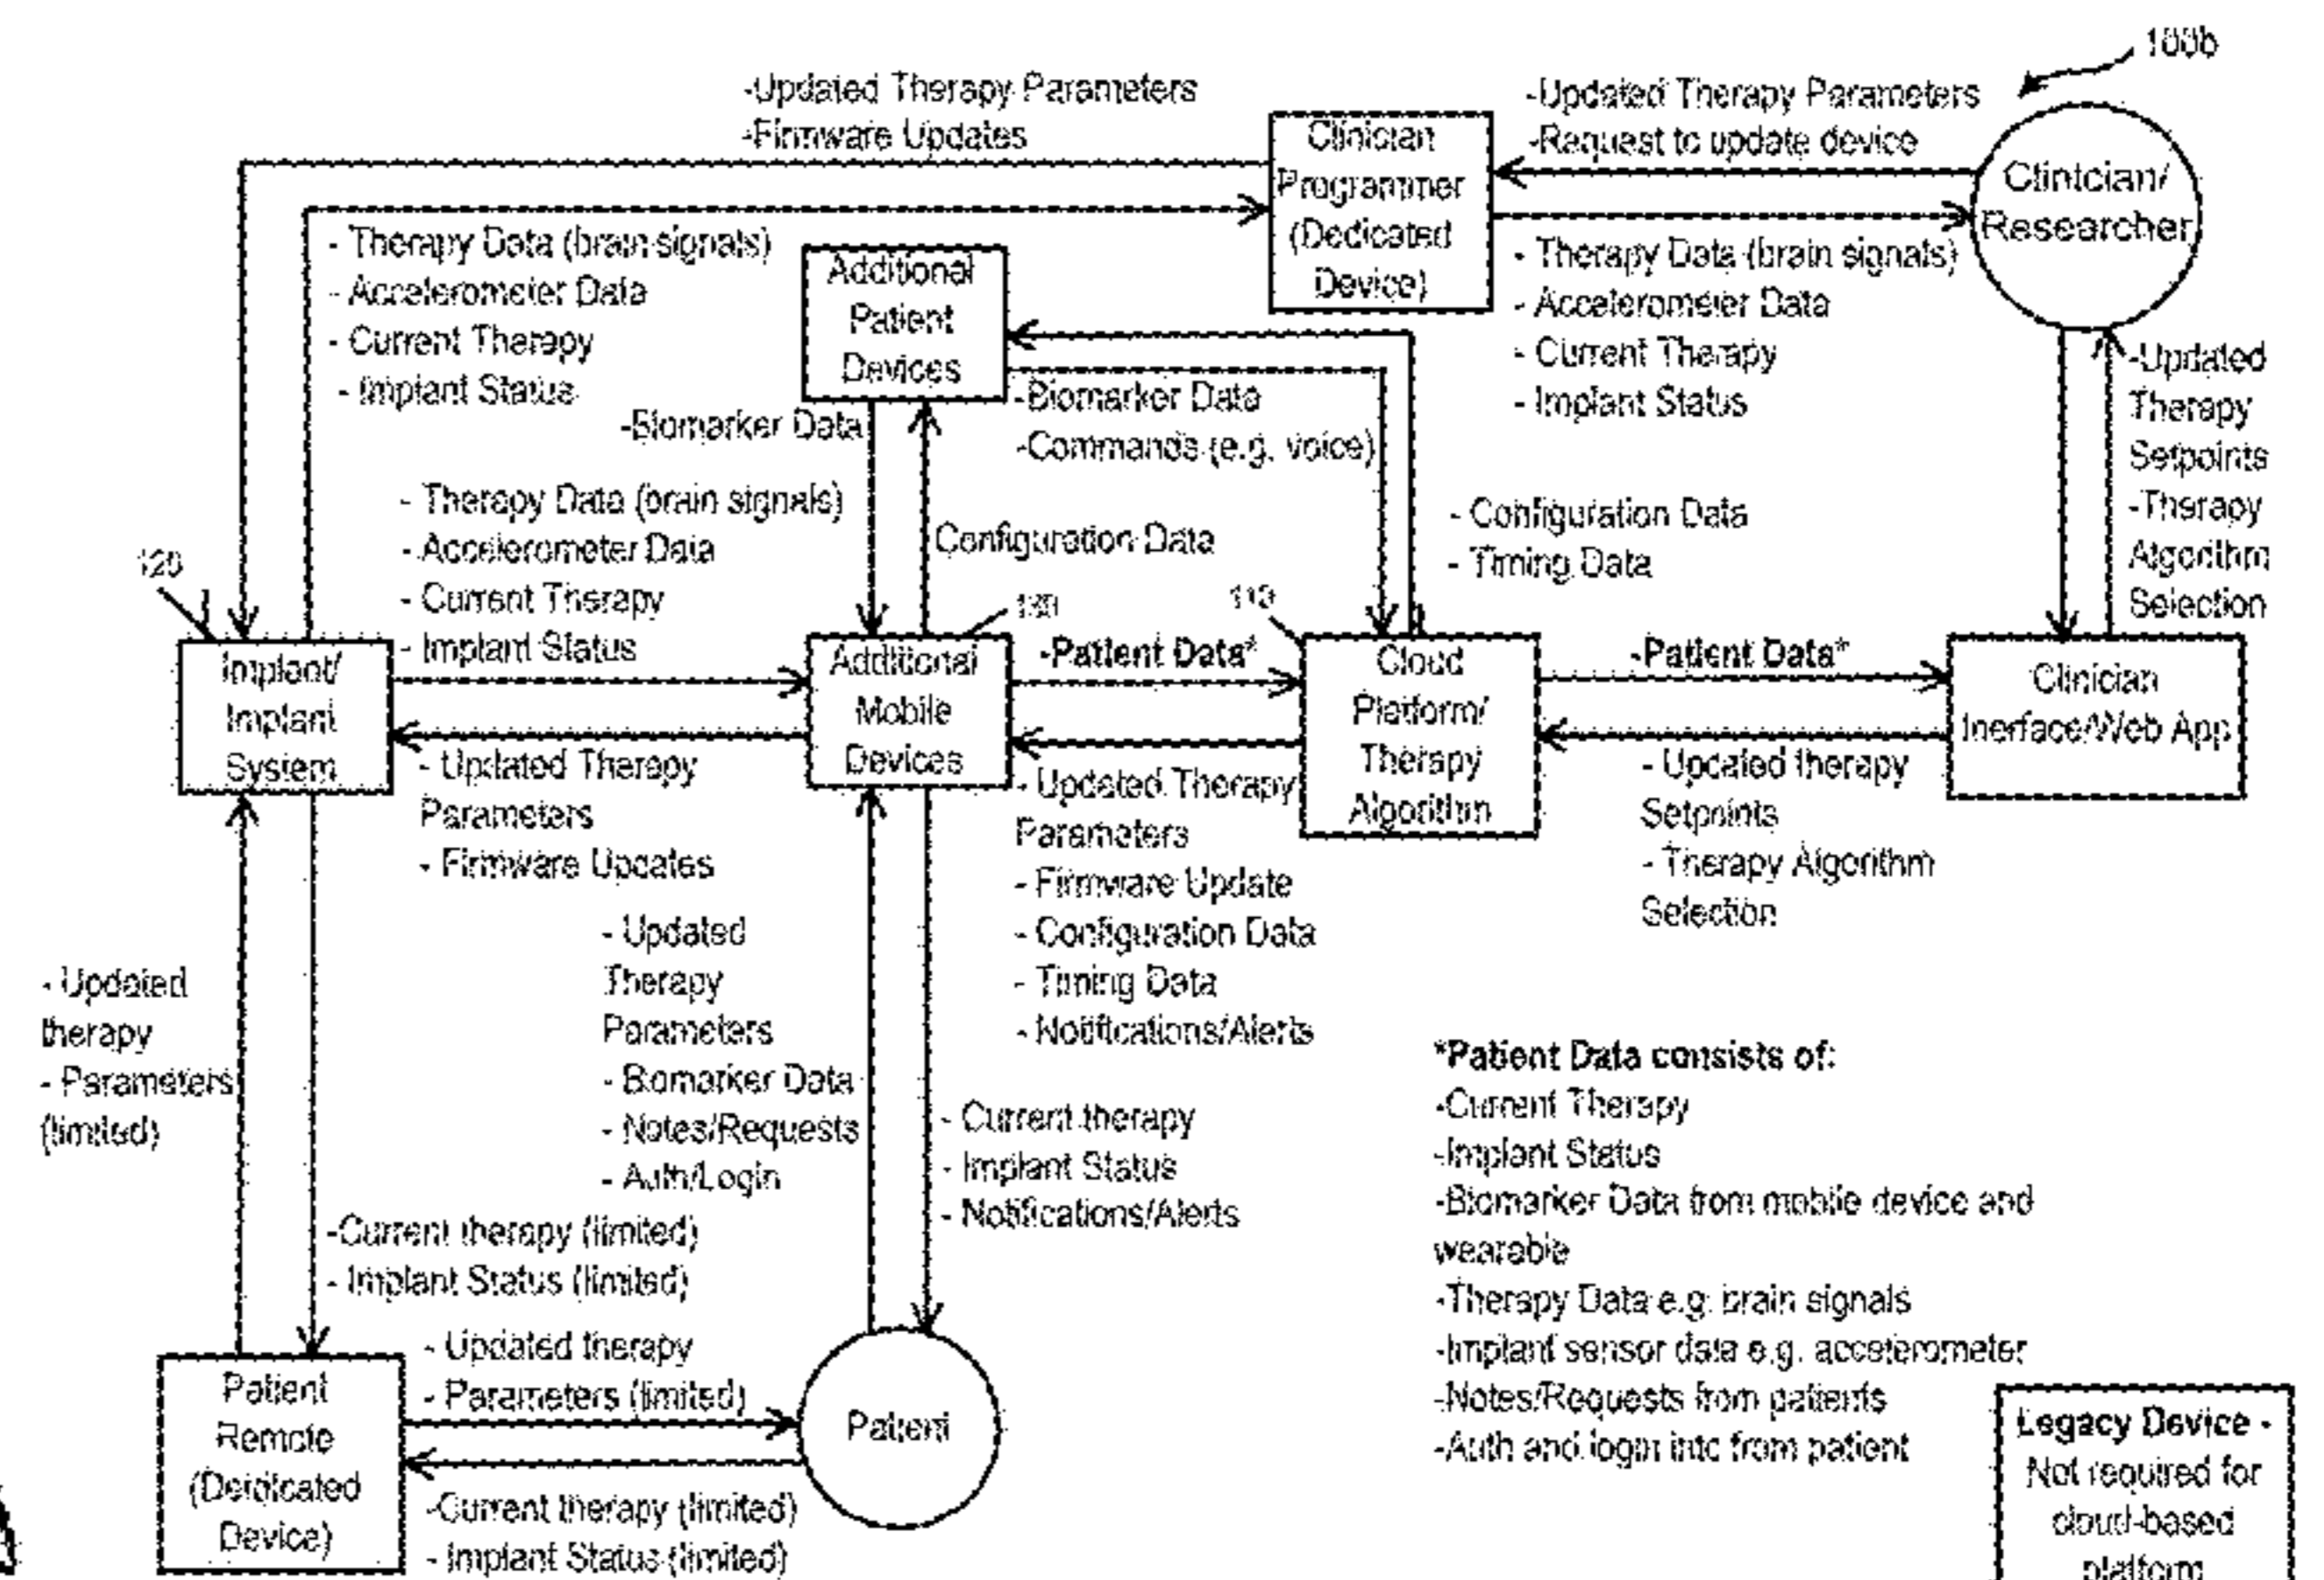 100b
-Updated Therapy Parameters
-Firmware Updates
Clinician
Programmer
(Dedicated
Device)
-Updated Therapy Parameters
-Request to update device
Clintcian/
Researcher
- Therapy Data (brain signals)
- Accelerometer Data
- Current Therapy
- Implant Status
Additional
Patient
Devices
- Therapy Data (brain signals)
- Accelerometer Data
- Current Therapy
- Implant Status
-Biomarker Data
-Biomarker Data
-Commands (e.g. voice)
-Updated
Therapy
Setpoints
-Therapy
Algorithm
Selection
- Therapy Data (brain signals)
- Accelerometer Data
- Current Therapy
- Implant Status
Configuration Data
- Configuration Data
- Timing Data
120
130
110
Implant/
Implant
System
Additional
Mobile
Devices
-Patient Data*
Cloud
Platform/
Therapy
Algorithm
-Patient Data*
Clinician
Inerface/Web App
- Updated Therapy
Parameters
- Firmware Updates
- Updated Therapy
Parameters
- Firmware Update
- Configuration Data
- Timing Data
- Notifications/Alerts
- Updated therapy
Setpoints
- Therapy Algorithm
Selection
- Updated
therapy
- Parameters
(limited)
- Updated
Therapy
Parameters
- Biomarker Data
- Notes/Requests
- Auth/Login
- Current therapy
- Implant Status
- Notifications/Alerts
-Current therapy (limited)
- Implant Status (limited)
*Patient Data consists of:
-Current Therapy
-Implant Status
-Biomarker Data from mobile device and
wearable
-Therapy Data e.g. brain signals
-Implant sensor data e.g. accelerometer
-Notes/Requests from patients
-Auth and login into from patient
Patient
Remote
(Deidicated
Device)
- Updated therapy
- Parameters (limited)
Patient
-Current therapy (limited)
- Implant Status (limited)
Legacy Device -
Not required for
cloud-based
platform